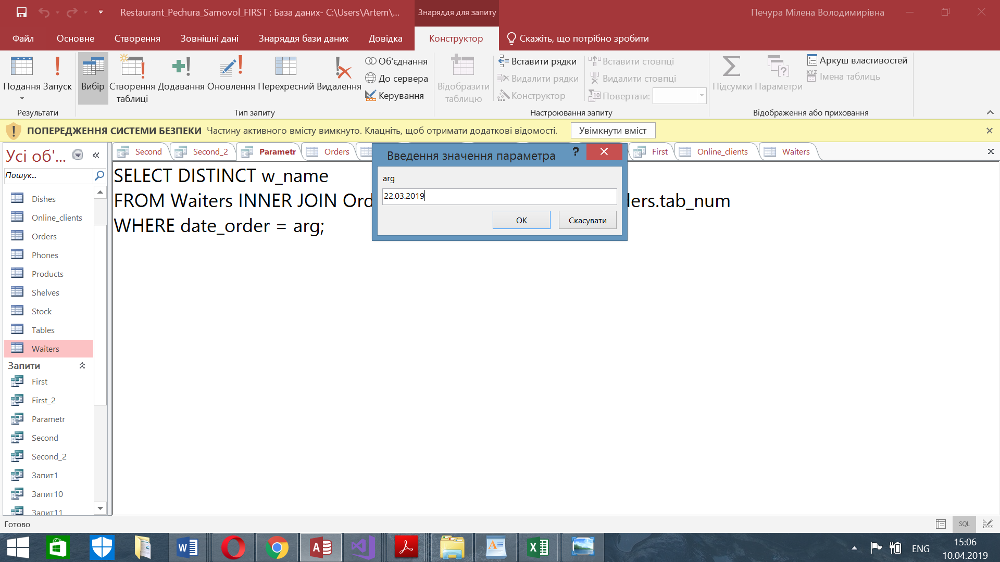 Restaurant_Pechura_Samovol_FIRST : База даних- C:\Users\Artem\...
Знаряддя для запиту
Печура Мілена Володимирівна
Файл
Основне
Створення
Зовнішні дані
Знаряддя бази даних
Довідка
Конструктор
Скажіть, що потрібно зробити
Подання
Запуск
Результати
Вибір
Створення таблиці
Додавання
Оновлення
Перехресний
Видалення
Об'єднання
До сервера
Керування
Тип запиту
Відобразити таблицю
Вставити рядки
Видалити рядки
Конструктор
Вставити стовпці
Видалити стовпці
Повертати:
Настроювання запиту
Підсумки
Параметри
Аркуш властивостей
Імена таблиць
Відображення або приховання
ПОПЕРЕДЖЕННЯ СИСТЕМИ БЕЗПЕКИ Частину активного вмісту вимкнуто. Клацніть, щоб отримати додаткові відомості.
Увімкнути вміст
Усі об'...
Пошук...
Dishes
Online_clients
Orders
Phones
Products
Shelves
Stock
Tables
Waiters
Запити
First
First_2
Parametr
Second
Second_2
Запит1
Запит10
Запит11
Second
Second_2
Parametr
Orders
First
Online_clients
Waiters
SELECT DISTINCT w_name
FROM Waiters INNER JOIN Ord
ders.tab_num
WHERE date_order = arg;
Введення значення параметра
?
arg
22.03.2019
OK
Скасувати
Готово
SQL
ENG
15:06
10.04.2019